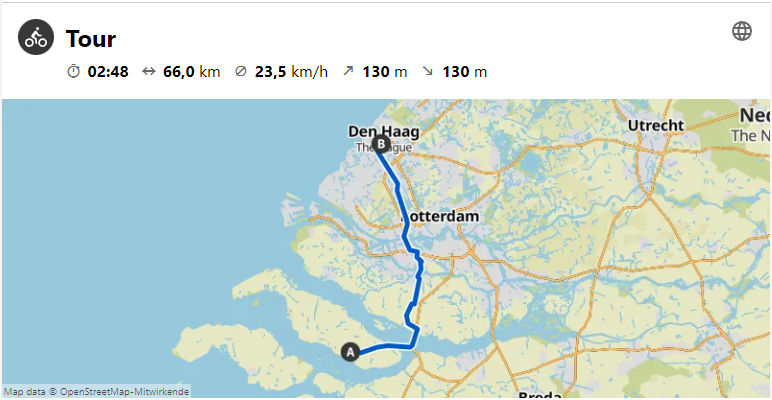 Tour
02:48 66,0 km 23,5 km/h 130 m 130 m
Den Haag
The Hague
B
Utrecht
The N
Rotterdam
A
Breda
Map data © OpenStreetMap-Mitwirkende